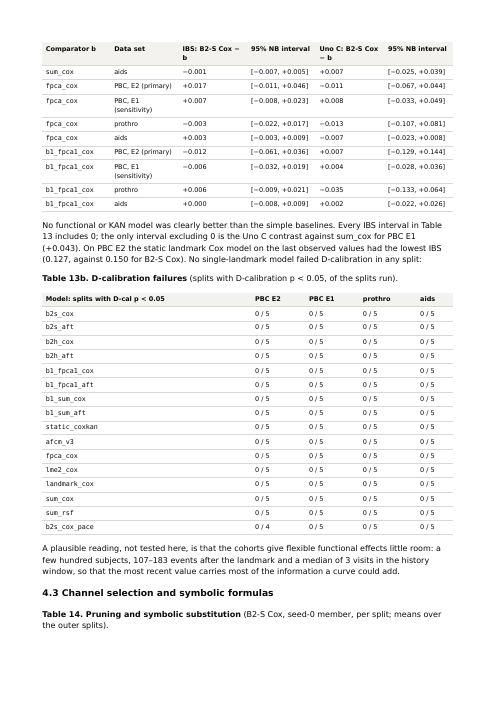 Comparator b Data set IBS: B2-S Cox − b 95% NB interval Uno C: B2-S Cox − b 95% NB interval
sum_cox aids −0.001 [−0.007, +0.005] +0.007 [−0.025, +0.039]
fpca_cox PBC, E2 (primary) +0.017 [−0.011, +0.046] −0.011 [−0.067, +0.044]
fpca_cox PBC, E1 (sensitivity) +0.007 [−0.008, +0.023] +0.008 [−0.033, +0.049]
fpca_cox prothro −0.003 [−0.022, +0.017] −0.013 [−0.107, +0.081]
fpca_cox aids +0.003 [−0.003, +0.009] −0.007 [−0.023, +0.008]
b1_fpca1_cox PBC, E2 (primary) −0.012 [−0.061, +0.036] +0.007 [−0.129, +0.144]
b1_fpca1_cox PBC, E1 (sensitivity) −0.006 [−0.032, +0.019] +0.004 [−0.028, +0.036]
b1_fpca1_cox prothro +0.006 [−0.009, +0.021] −0.035 [−0.133, +0.064]
b1_fpca1_cox aids +0.000 [−0.008, +0.009] +0.002 [−0.022, +0.026]
No functional or KAN model was clearly better than the simple baselines. Every IBS interval in Table
13 includes 0; the only interval excluding 0 is the Uno C contrast against sum_cox for PBC E1
(+0.043). On PBC E2 the static landmark Cox model on the last observed values had the lowest IBS
(0.127, against 0.150 for B2-S Cox). No single-landmark model failed D-calibration in any split:
Table 13b. D-calibration failures (splits with D-calibration p < 0.05, of the splits run).
Model: splits with D-cal p < 0.05 PBC E2 PBC E1 prothro aids
b2s_cox 0 / 5 0 / 5 0 / 5 0 / 5
b2s_aft 0 / 5 0 / 5 0 / 5 0 / 5
b2h_cox 0 / 5 0 / 5 0 / 5 0 / 5
b2h_aft 0 / 5 0 / 5 0 / 5 0 / 5
b1_fpca1_cox 0 / 5 0 / 5 0 / 5 0 / 5
b1_fpca1_aft 0 / 5 0 / 5 0 / 5 0 / 5
b1_sum_cox 0 / 5 0 / 5 0 / 5 0 / 5
b1_sum_aft 0 / 5 0 / 5 0 / 5 0 / 5
static_coxkan 0 / 5 0 / 5 0 / 5 0 / 5
afcm_v3 0 / 5 0 / 5 0 / 5 0 / 5
fpca_cox 0 / 5 0 / 5 0 / 5 0 / 5
lme2_cox 0 / 5 0 / 5 0 / 5 0 / 5
landmark_cox 0 / 5 0 / 5 0 / 5 0 / 5
sum_cox 0 / 5 0 / 5 0 / 5 0 / 5
sum_rsf 0 / 5 0 / 5 0 / 5 0 / 5
b2s_cox_pace 0 / 4 0 / 5 0 / 5 0 / 5
A plausible reading, not tested here, is that the cohorts give flexible functional effects little room: a
few hundred subjects, 107–183 events after the landmark and a median of 3 visits in the history
window, so that the most recent value carries most of the information a curve could add.
4.3 Channel selection and symbolic formulas
Table 14. Pruning and symbolic substitution (B2-S Cox, seed-0 member, per split; means over
the outer splits).